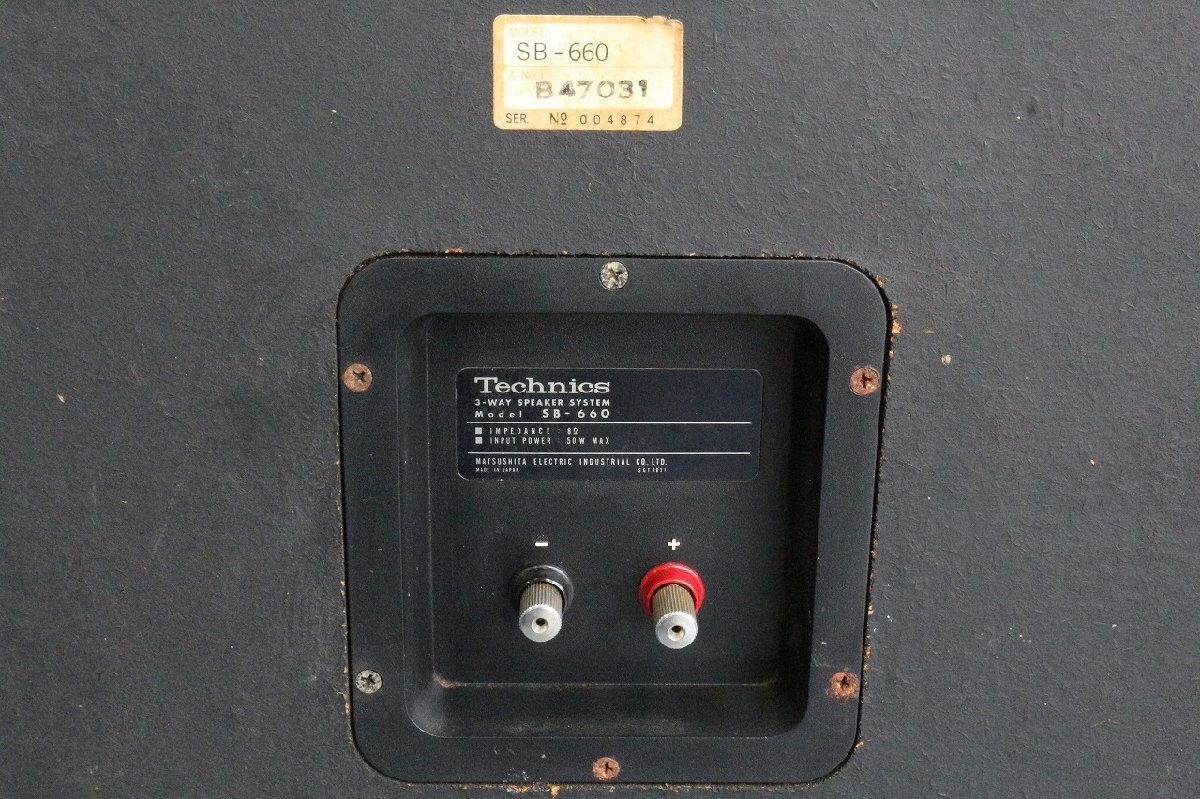 MODEL
SB-660
A. NO.
B47031
SER. № 004874
Technics
3-WAY SPEAKER SYSTEM
Model SB-660
■ IMPEDANCE : 8Ω
■ INPUT POWER : 50W MAX
MATSUSHITA ELECTRIC INDUSTRIAL CO., LTD.
MADE IN JAPAN
- +